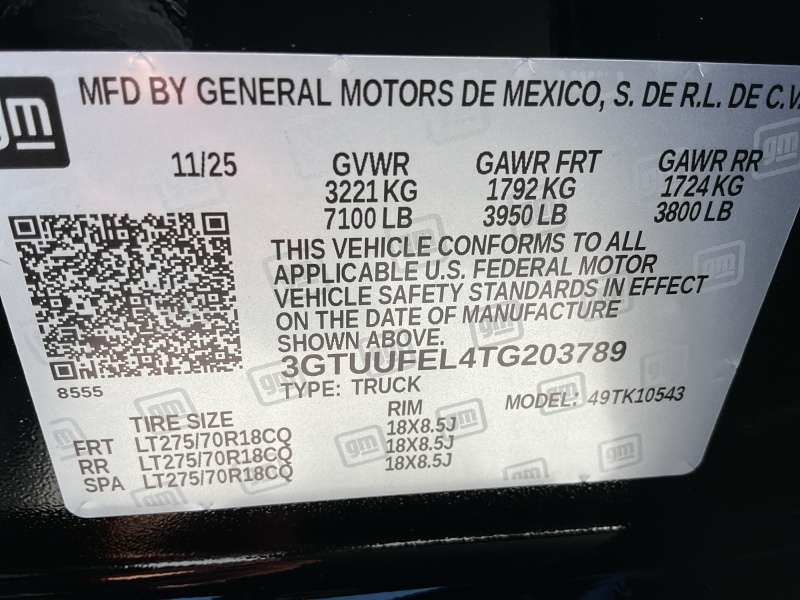 gm
MFD BY GENERAL MOTORS DE MEXICO, S. DE R.L. DE C.V.
11/25 GVWR GAWR FRT GAWR RR
3221 KG 1792 KG 1724 KG
7100 LB 3950 LB 3800 LB
THIS VEHICLE CONFORMS TO ALL
APPLICABLE U.S. FEDERAL MOTOR
VEHICLE SAFETY STANDARDS IN EFFECT
ON THE DATE OF MANUFACTURE
SHOWN ABOVE.
3GTUUFEL4TG203789
8555
TYPE: TRUCK MODEL: 49TK10543
TIRE SIZE RIM
FRT LT275/70R18CQ 18X8.5J
RR LT275/70R18CQ 18X8.5J
SPA LT275/70R18CQ 18X8.5J